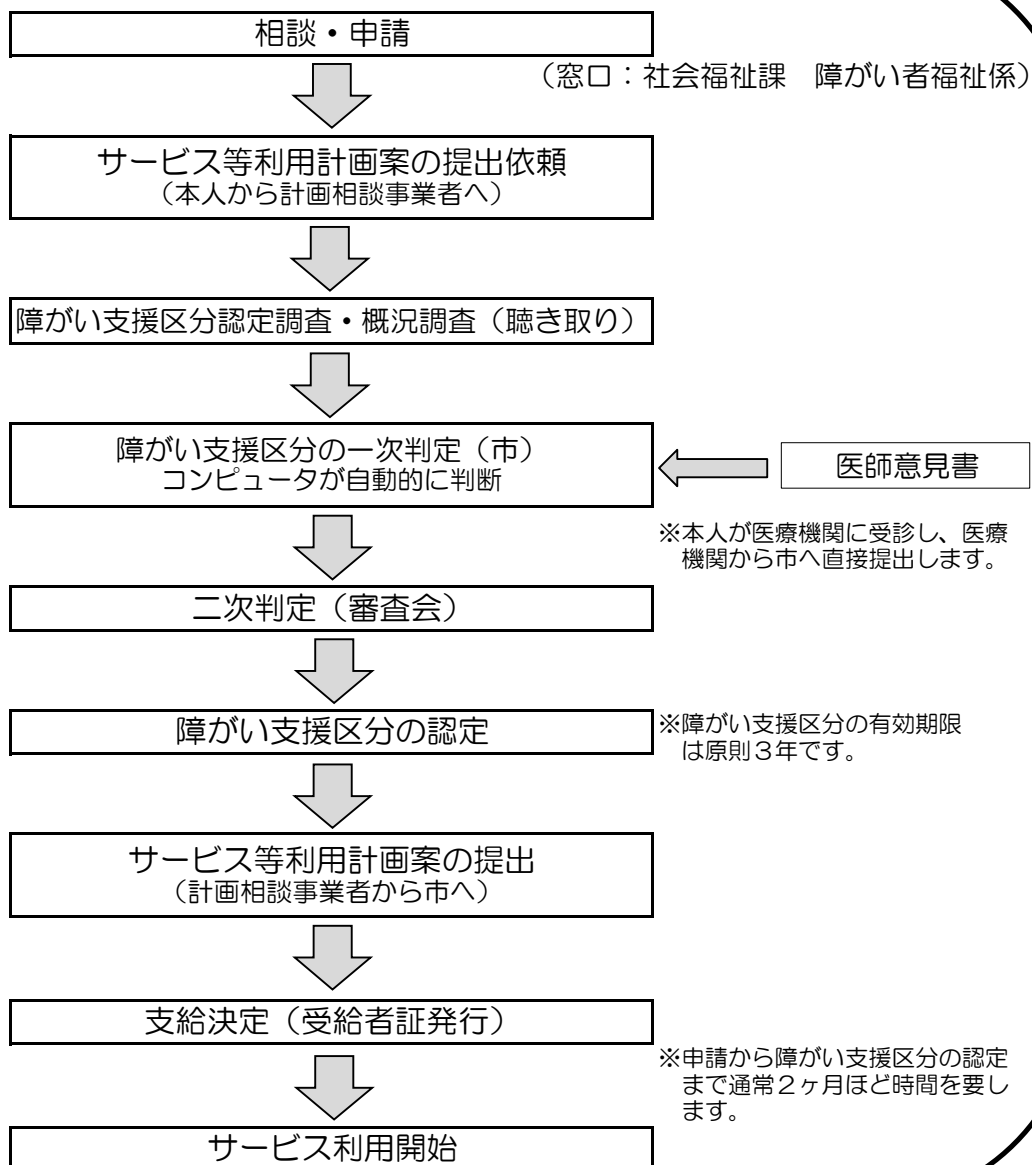 相談・申請
（窓口：社会福祉課　障がい者福祉係）
サービス等利用計画案の提出依頼
（本人から計画相談事業者へ）
障がい支援区分認定調査・概況調査（聴き取り）
障がい支援区分の一次判定（市）
コンピュータが自動的に判断
医師意見書
※本人が医療機関に受診し、医療
機関から市へ直接提出します。
二次判定（審査会）
障がい支援区分の認定
※障がい支援区分の有効期限
は原則３年です。
サービス等利用計画案の提出
（計画相談事業者から市へ）
支給決定（受給者証発行）
※申請から障がい支援区分の認定
まで通常２ヶ月ほど時間を要し
ます。
サービス利用開始